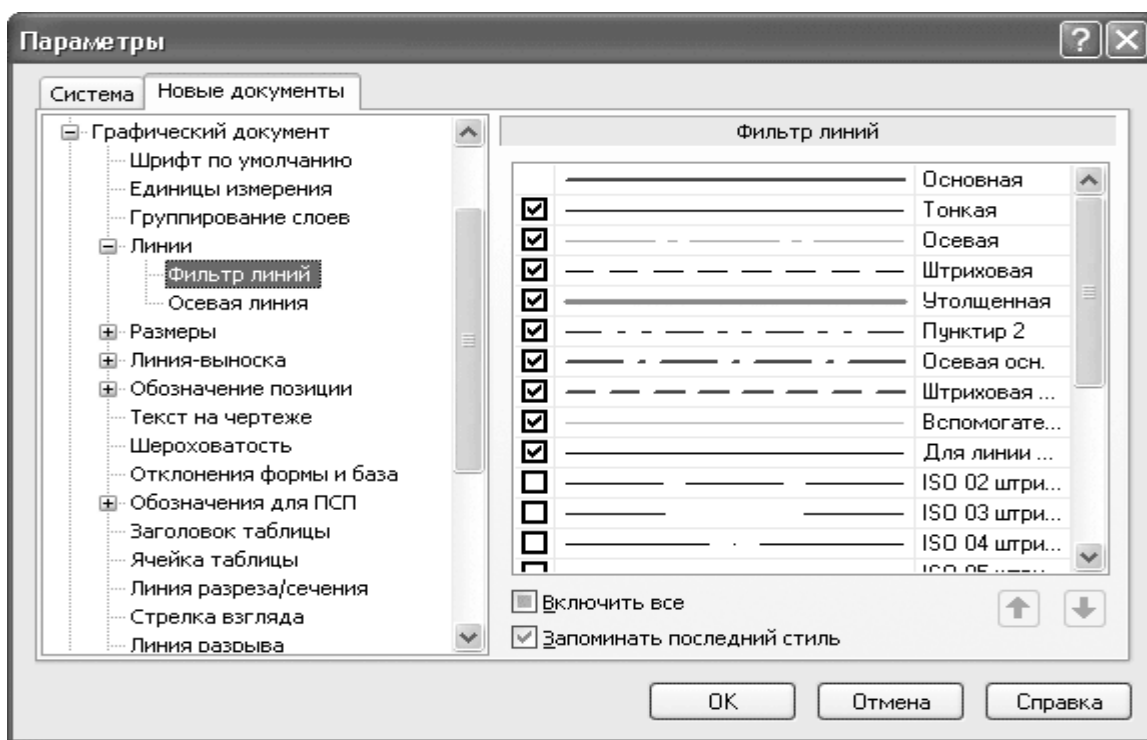 Параметры
Система
Новые документы
Графический документ
Шрифт по умолчанию
Единицы измерения
Группирование слоев
Линии
Фильтр линий
Осевая линия
Размеры
Линия-выноска
Обозначение позиции
Текст на чертеже
Шероховатость
Отклонения формы и база
Обозначения для ПСП
Заголовок таблицы
Ячейка таблицы
Линия разреза/сечения
Стрелка взгляда
Линия разрыва
Фильтр линий
Основная
Тонкая
Осевая
Штриховая
Утолщенная
Пунктир 2
Осевая осн.
Штриховая ...
Вспомогате...
Для линии ...
ISO 02 штри...
ISO 03 штри...
ISO 04 штри...
ISO 05 штри...
Включить все
Запоминать последний стиль
OK
Отмена
Справка